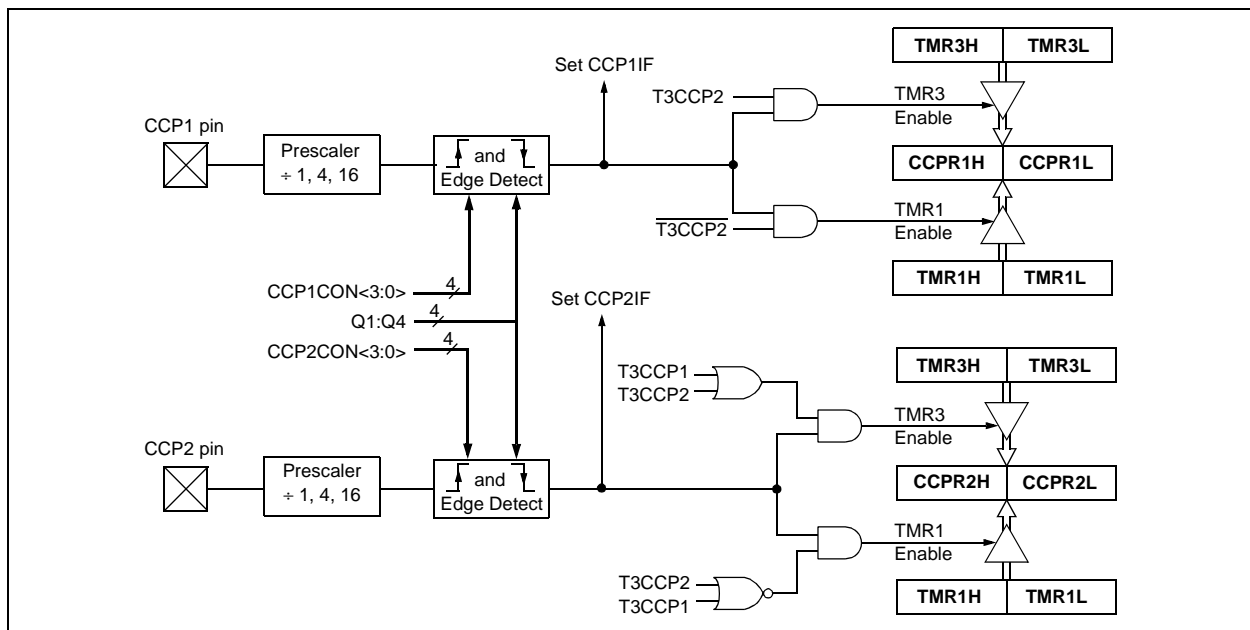 TMR3H TMR3L
Set CCP1IF
T3CCP2
TMR3
Enable
CCP1 pin
Prescaler
÷ 1, 4, 16
and
Edge Detect
CCPR1H CCPR1L
T3CCP2
TMR1
Enable
TMR1H TMR1L
CCP1CON<3:0>
4
Q1:Q4
4
CCP2CON<3:0>
4
Set CCP2IF
TMR3H TMR3L
T3CCP1
T3CCP2
TMR3
Enable
CCP2 pin
Prescaler
÷ 1, 4, 16
and
Edge Detect
CCPR2H CCPR2L
TMR1
Enable
T3CCP2
T3CCP1
TMR1H TMR1L